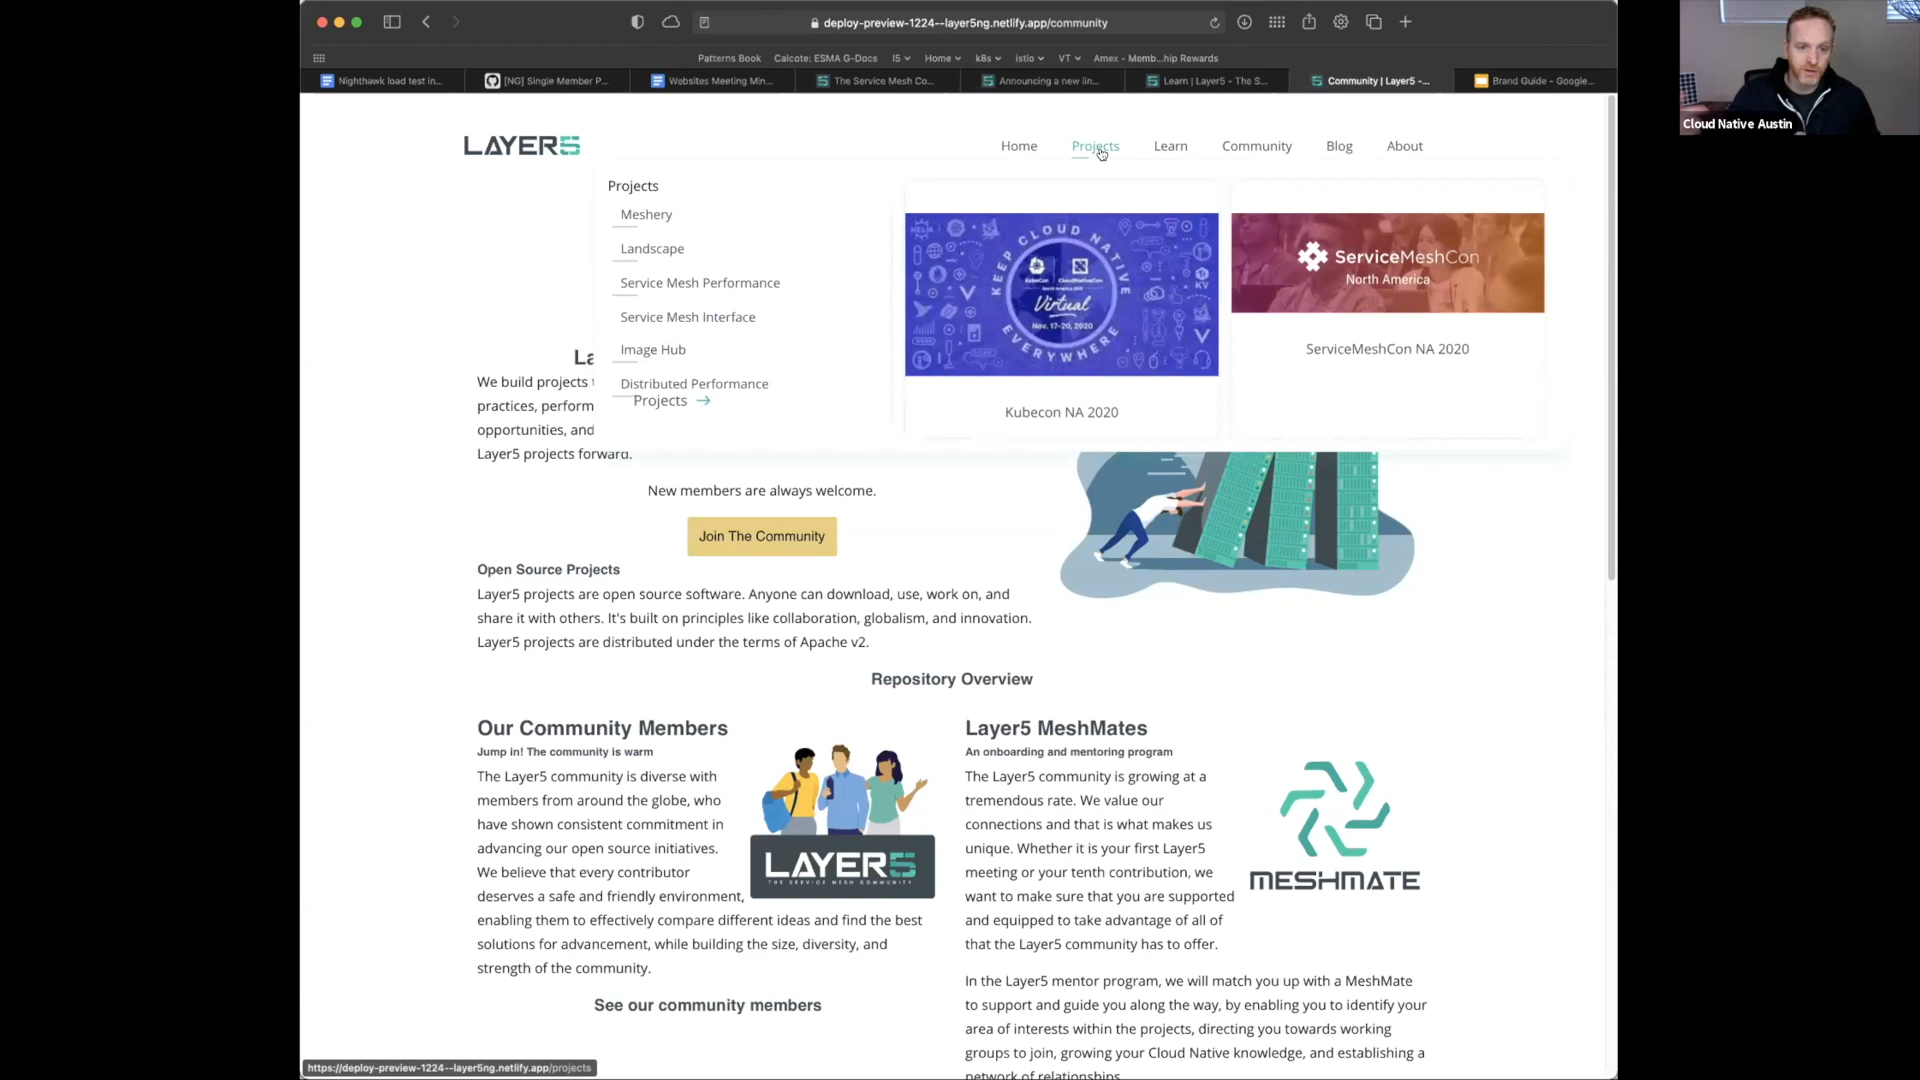 deploy-preview-1224--layer5ng.netlify.app/community
Patterns Book
Calcote: ESMA G-Docs
I5
Home
k8s
istio
VT
Amex - Memb...hip Rewards
Nighthawk load test in...
[NG] Single Member P...
Websites Meeting Min...
The Service Mesh Co...
Announcing a new lin...
Learn | Layer5 - The S...
Community | Layer5 -...
Brand Guide - Google...
Cloud Native Austin
LAYER5
Home
Projects
Learn
Community
Blog
About
Projects
Meshery
Landscape
Service Mesh Performance
Service Mesh Interface
Image Hub
Distributed Performance
Projects →
KEEP CLOUD NATIVE
KubeCon
CloudNativeCon
North America 2020
Virtual
Nov. 17-20, 2020
EVERYWHERE
Kubecon NA 2020
ServiceMeshCon
North America
ServiceMeshCon NA 2020
La
We build projects
practices, perform
opportunities, and
Layer5 projects forward.
New members are always welcome.
Join The Community
Open Source Projects
Layer5 projects are open source software. Anyone can download, use, work on, and
share it with others. It's built on principles like collaboration, globalism, and innovation.
Layer5 projects are distributed under the terms of Apache v2.
Repository Overview
Our Community Members
Jump in! The community is warm
The Layer5 community is diverse with
members from around the globe, who
have shown consistent commitment in
advancing our open source initiatives.
We believe that every contributor
deserves a safe and friendly environment,
enabling them to effectively compare different ideas and find the best
solutions for advancement, while building the size, diversity, and
strength of the community.
LAYER5
THE SERVICE MESH COMMUNITY
See our community members
Layer5 MeshMates
An onboarding and mentoring program
The Layer5 community is growing at a
tremendous rate. We value our
connections and that is what makes us
unique. Whether it is your first Layer5
meeting or your tenth contribution, we
want to make sure that you are supported
and equipped to take advantage of all of
that the Layer5 community has to offer.
MESHMATE
In the Layer5 mentor program, we will match you up with a MeshMate
to support and guide you along the way, by enabling you to identify your
area of interests within the projects, directing you towards working
groups to join, growing your Cloud Native knowledge, and establishing a
network of relationships.
https://deploy-preview-1224--layer5ng.netlify.app/projects